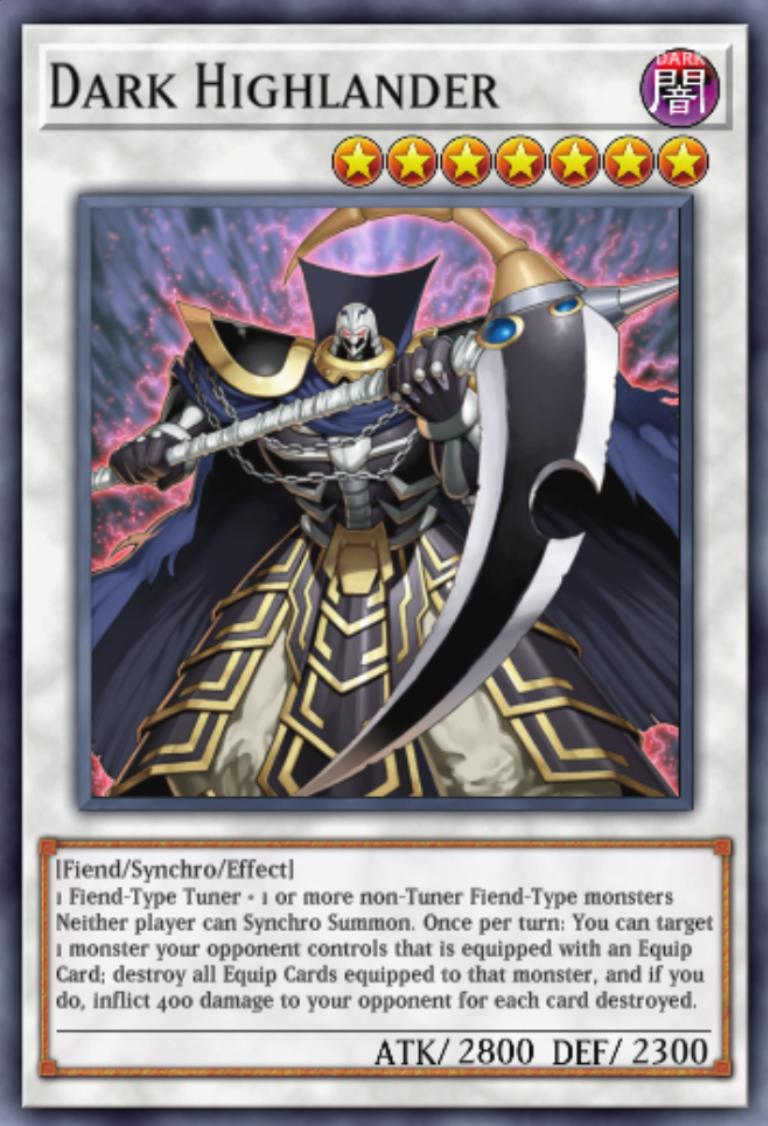 Dark Highlander
DARK
闇
[Fiend/Synchro/Effect]
1 Fiend-Type Tuner + 1 or more non-Tuner Fiend-Type monsters
Neither player can Synchro Summon. Once per turn: You can target
1 monster your opponent controls that is equipped with an Equip
Card; destroy all Equip Cards equipped to that monster, and if you
do, inflict 400 damage to your opponent for each card destroyed.
ATK/ 2800 DEF/ 2300